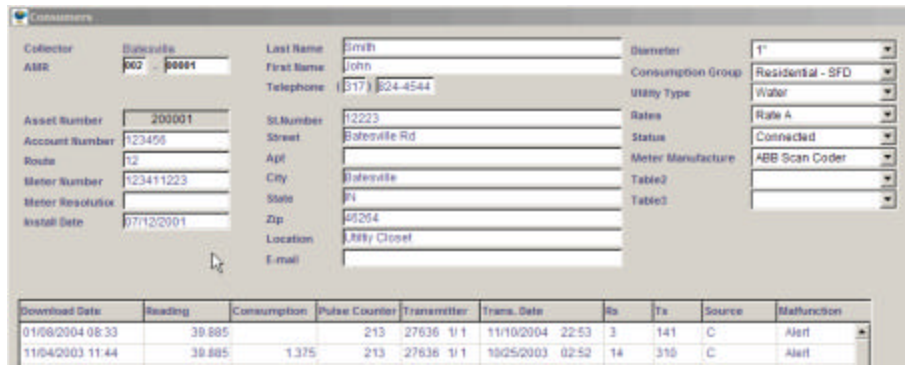 Consumers
Collector Batesville
AMR 002 - 00001
Asset Number 200001
Account Number 123456
Route 12
Meter Number 123411223
Meter Resolution
Install Date 07/12/2001
Last Name Smith
First Name John
Telephone (317) 824-4544
St.Number 12223
Street Batesville Rd
Apt
City Batesville
State IN
Zip 46264
Location Utility Closet
E-mail
Diameter 1"
Consumption Group Residential - SFD
Utility Type Water
Rates Rate A
Status Connected
Meter Manufacture ABB Scan Coder
Table2
Table3
Download Date Reading Consumption Pulse Counter Transmitter Trans. Date Rs Tx Source Malfunction
01/08/2004 08:33 39.885 213 27636 1/1 11/10/2004 22:53 3 141 C Alert
11/04/2003 11:44 39.885 1.375 213 27636 1/1 10/25/2003 02:52 14 310 C Alert